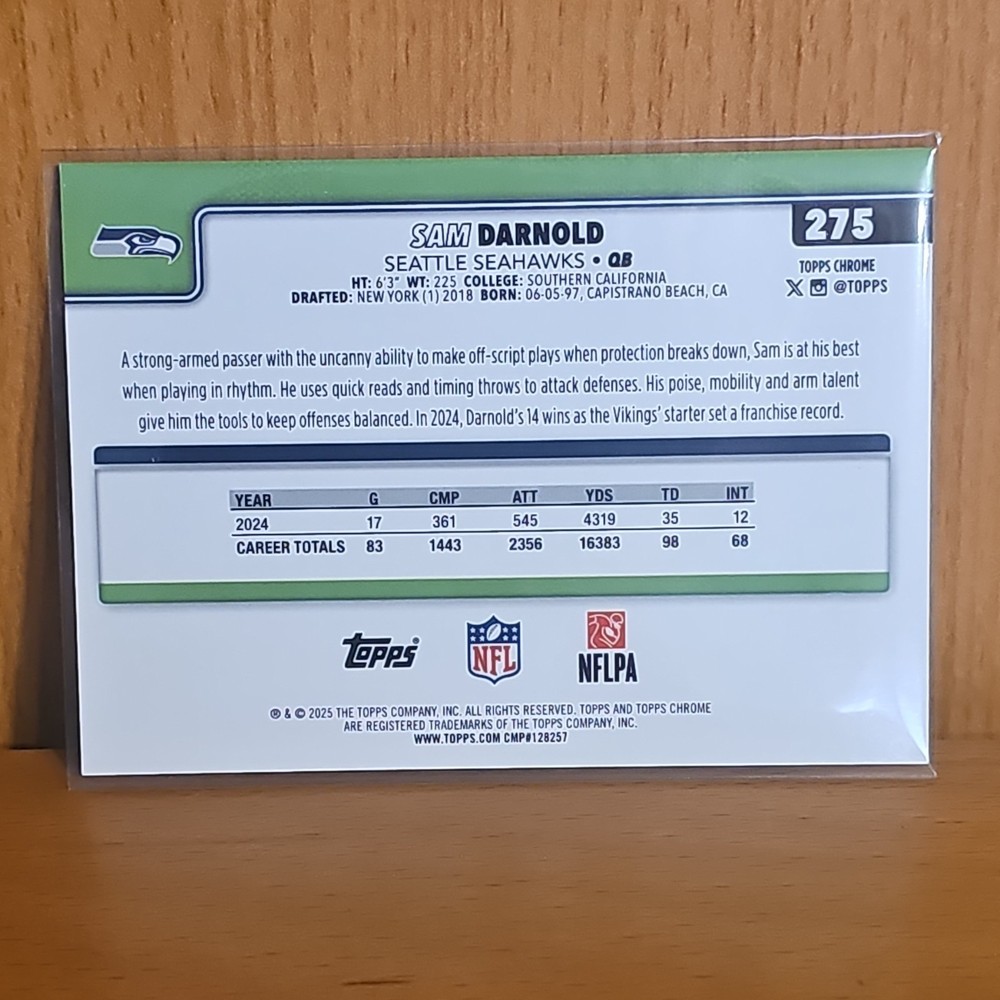 SAM DARNOLD
275
SEATTLE SEAHAWKS • QB
TOPPS CHROME
HT: 6'3" WT: 225 COLLEGE: SOUTHERN CALIFORNIA
@TOPPS
DRAFTED: NEW YORK (1) 2018 BORN: 06-05-97, CAPISTRANO BEACH, CA
A strong-armed passer with the uncanny ability to make off-script plays when protection breaks down, Sam is at his best
when playing in rhythm. He uses quick reads and timing throws to attack defenses. His poise, mobility and arm talent
give him the tools to keep offenses balanced. In 2024, Darnold's 14 wins as the Vikings' starter set a franchise record.
YEAR G CMP ATT YDS TD INT
2024 17 361 545 4319 35 12
CAREER TOTALS 83 1443 2356 16383 98 68
Topps® NFL NFLPA
® & © 2025 THE TOPPS COMPANY, INC. ALL RIGHTS RESERVED. TOPPS AND TOPPS CHROME
ARE REGISTERED TRADEMARKS OF THE TOPPS COMPANY, INC.
WWW.TOPPS.COM CMP#128257